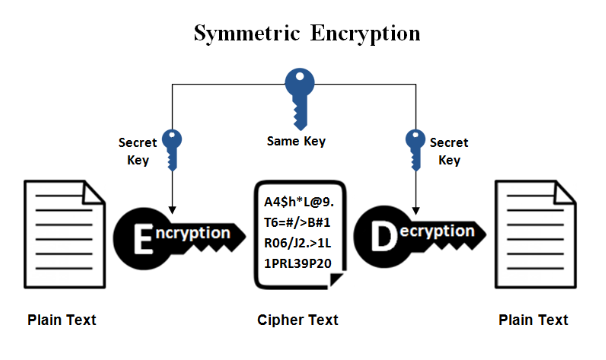 Symmetric Encryption
Secret
Key
Same Key
Secret
Key
Encryption
A4$h*L@9.
T6=#/>B#1
R06/J2.>1L
1PRL39P20
Decryption
Plain Text
Cipher Text
Plain Text